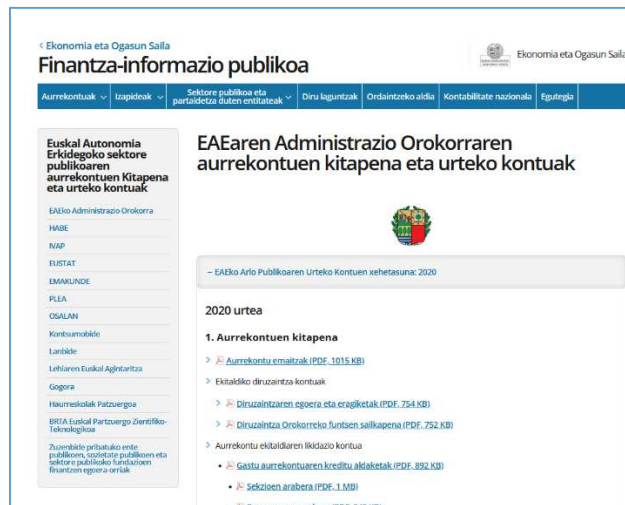 < Ekonomia eta Ogasun Saila
Finantza-informazio publikoa
Ekonomia eta Ogasun Saila
Aurrekontuak
Izapideak
Sektore publikoa eta
partaidetza duten entitateak
Diru laguntzak
Ordaintzeko aldia
Kontabilitate nazionala
Egutegia
Euskal Autonomia
Erkidegoko sektore
publikoaren
aurrekontuen Kitapena
eta urteko kontuak
EAEko Administrazio Orokorra
HABE
IVAP
EUSTAT
EMAKUNDE
PLEA
OSALAN
Kontsumobide
Lanbide
Lehiaren Euskal Agintaritza
Gogora
Haurreskolak Patzuergoa
BRTA Euskal Partzuergo Zientifiko-
Teknologikoa
Zuzenbide pribatuko ente
publikoen, sozietate publikoen eta
sektore publikoko fundazioen
finantzen egoera orriak
EAEaren Administrazio Orokorraren
aurrekontuen kitapena eta urteko
kontuak
– EAEko Arlo Publikoaren Urteko Kontuen xehetasuna: 2020
2020 urtea
1. Aurrekontuen kitapena
Aurrekontu emaitzak (PDF, 1015 KB)
Ekitaldiko diruzaintza-kontuak
Diruzaintzaren egoera eta eragiketak (PDF, 754 KB)
Diruzaintza Orokorreko funtsen sailkapena (PDF, 752 KB)
Aurrekontu ekitaldiaren likidazio kontua
Gastu aurrekontuaren kreditu aldaketak (PDF, 892 KB)
Sekzioen arabera (PDF, 1 MB)